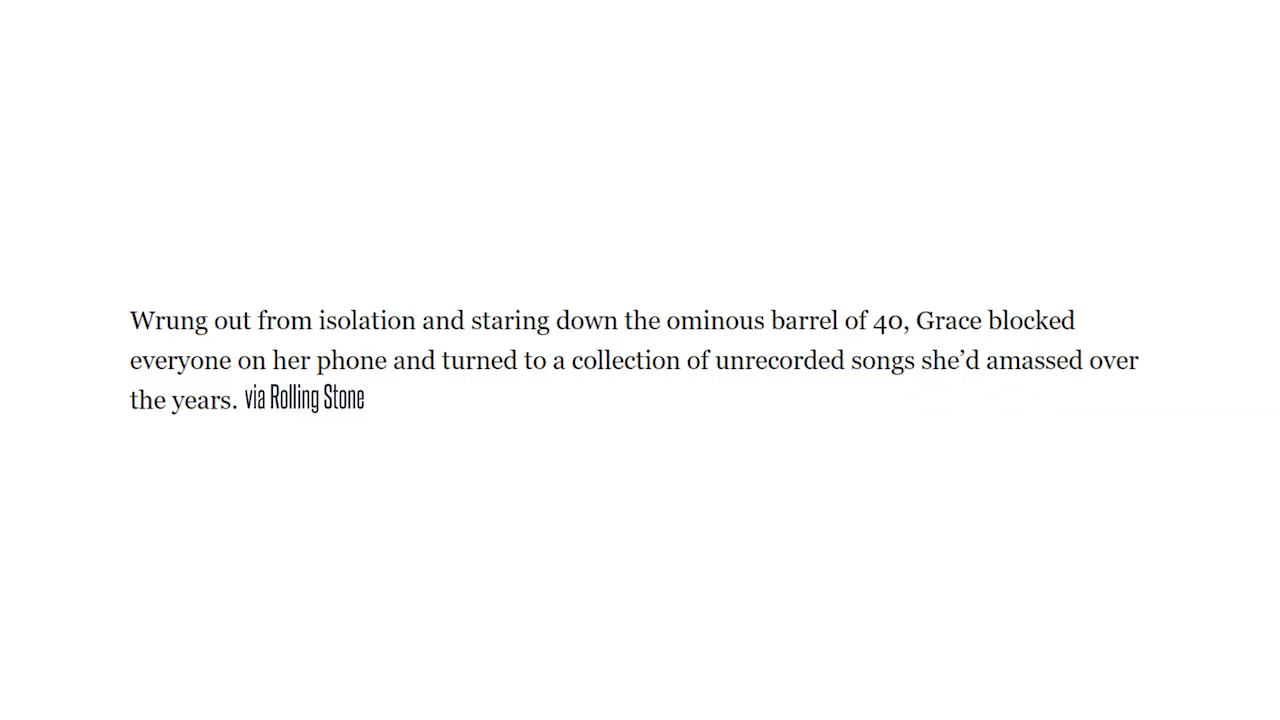 Wrung out from isolation and staring down the ominous barrel of 40, Grace blocked
everyone on her phone and turned to a collection of unrecorded songs she’d amassed over
the years. via Rolling Stone